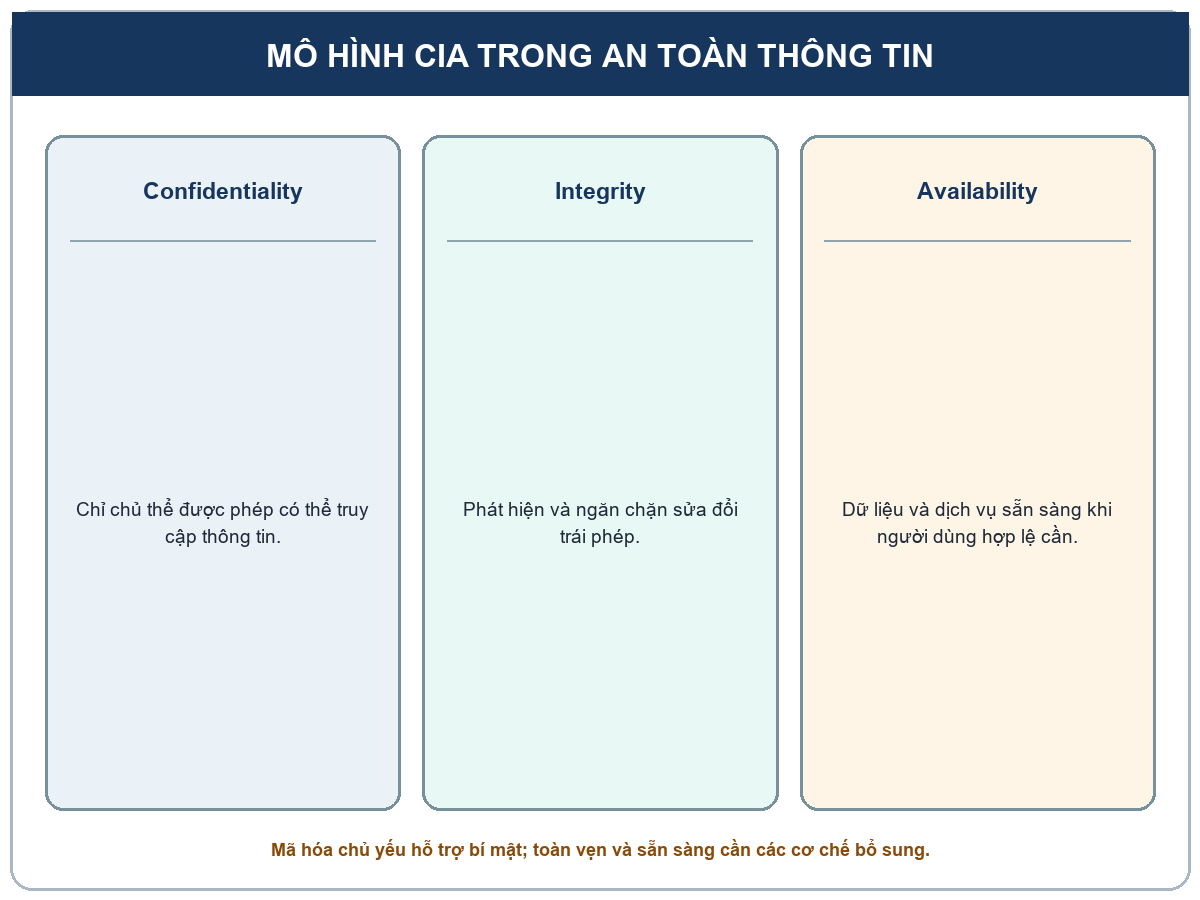 MÔ HÌNH CIA TRONG AN TOÀN THÔNG TIN
Confidentiality
Chỉ chủ thể được phép có thể truy
cập thông tin.
Integrity
Phát hiện và ngăn chặn sửa đổi
trái phép.
Availability
Dữ liệu và dịch vụ sẵn sàng khi
người dùng hợp lệ cần.
Mã hóa chủ yếu hỗ trợ bí mật; toàn vẹn và sẵn sàng cần các cơ chế bổ sung.